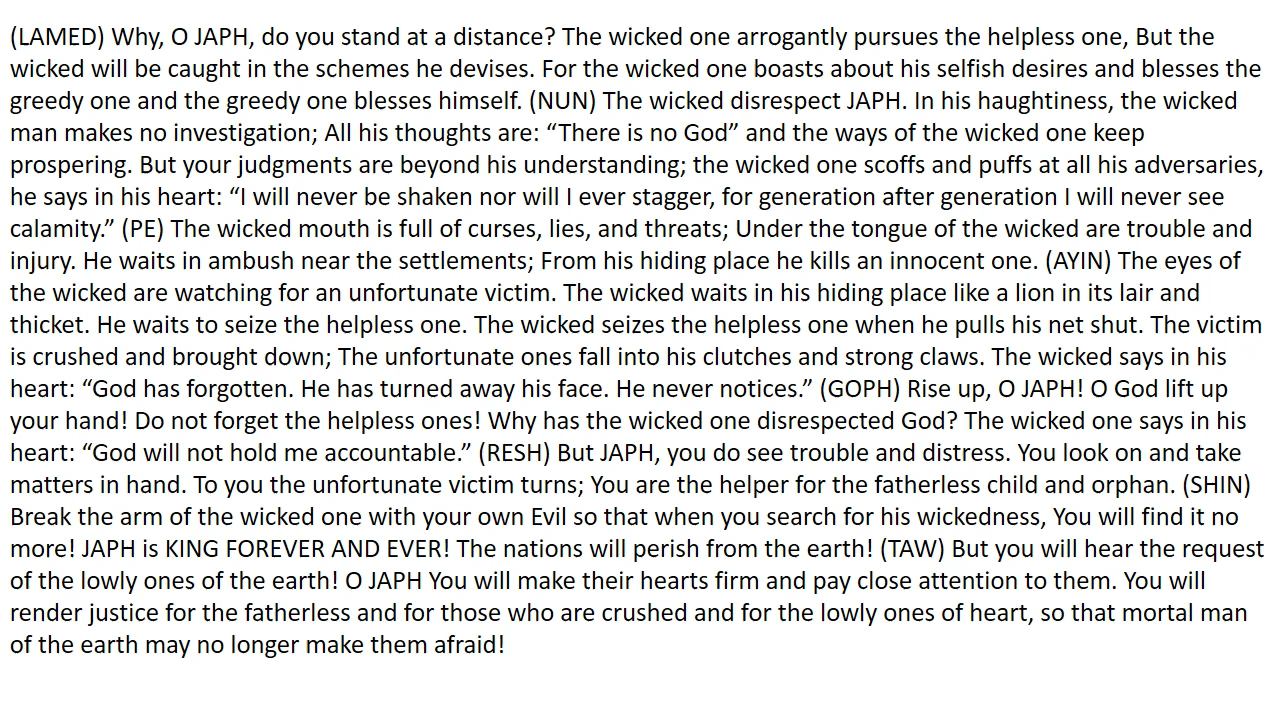 (LAMED) Why, O JAPH, do you stand at a distance? The wicked one arrogantly pursues the helpless one, But the
wicked will be caught in the schemes he devises. For the wicked one boasts about his selfish desires and blesses the
greedy one and the greedy one blesses himself. (NUN) The wicked disrespect JAPH. In his haughtiness, the wicked
man makes no investigation; All his thoughts are: “There is no God” and the ways of the wicked one keep
prospering. But your judgments are beyond his understanding; the wicked one scoffs and puffs at all his adversaries,
he says in his heart: “I will never be shaken nor will I ever stagger, for generation after generation I will never see
calamity.” (PE) The wicked mouth is full of curses, lies, and threats; Under the tongue of the wicked are trouble and
injury. He waits in ambush near the settlements; From his hiding place he kills an innocent one. (AYIN) The eyes of
the wicked are watching for an unfortunate victim. The wicked waits in his hiding place like a lion in its lair and
thicket. He waits to seize the helpless one. The wicked seizes the helpless one when he pulls his net shut. The victim
is crushed and brought down; The unfortunate ones fall into his clutches and strong claws. The wicked says in his
heart: “God has forgotten. He has turned away his face. He never notices.” (GOPH) Rise up, O JAPH! O God lift up
your hand! Do not forget the helpless ones! Why has the wicked one disrespected God? The wicked one says in his
heart: “God will not hold me accountable.” (RESH) But JAPH, you do see trouble and distress. You look on and take
matters in hand. To you the unfortunate victim turns; You are the helper for the fatherless child and orphan. (SHIN)
Break the arm of the wicked one with your own Evil so that when you search for his wickedness, You will find it no
more! JAPH is KING FOREVER AND EVER! The nations will perish from the earth! (TAW) But you will hear the request
of the lowly ones of the earth! O JAPH You will make their hearts firm and pay close attention to them. You will
render justice for the fatherless and for those who are crushed and for the lowly ones of heart, so that mortal man
of the earth may no longer make them afraid!